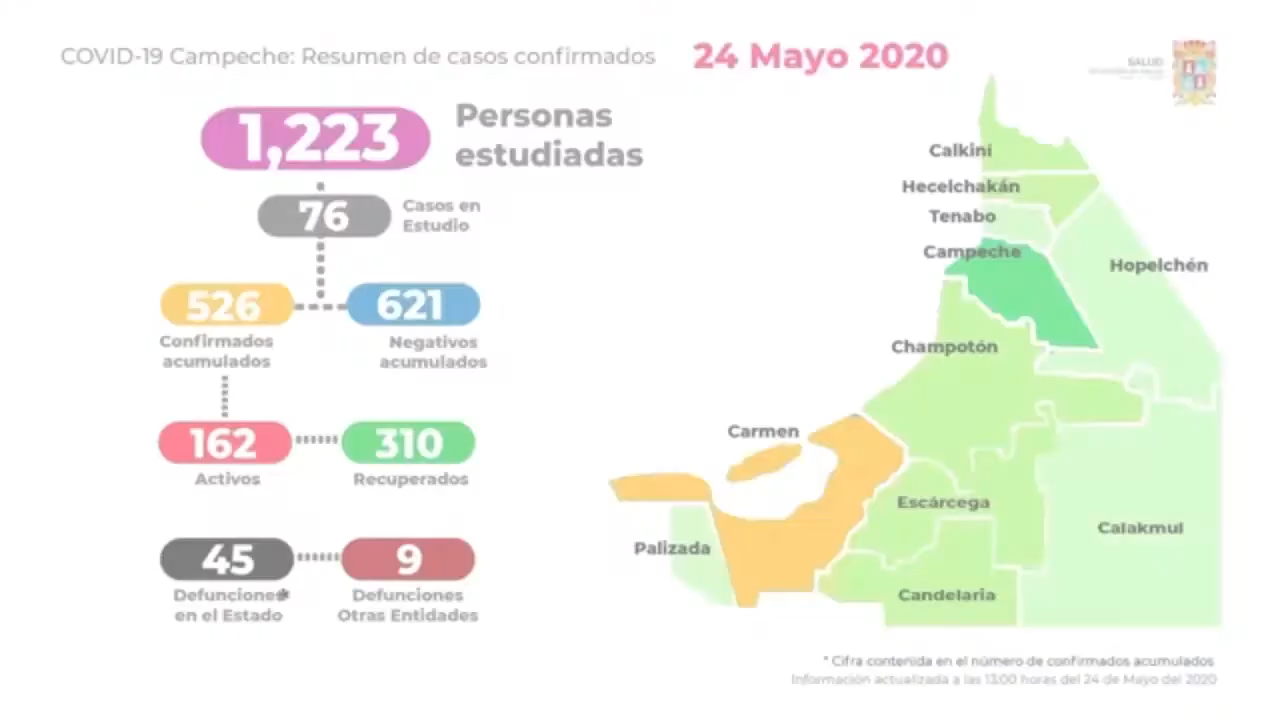 COVID-19 Campeche: Resumen de casos confirmados 24 Mayo 2020
SALUD
1,223
Personas
estudiadas
76
Casos en
Estudio
526
621
Confirmados
acumulados
Negativos
acumulados
162
310
Activos
Recuperados
45
9
Defunciones*
en el Estado
Defunciones
Otras Entidades
Calkiní
Hecelchakán
Tenabo
Campeche
Hopelchén
Champotón
Carmen
Escárcega
Calakmul
Palizada
Candelaria
* Cifra contenida en el número de confirmados acumulados
Información actualizada a las 13:00 horas del 24 de Mayo del 2020